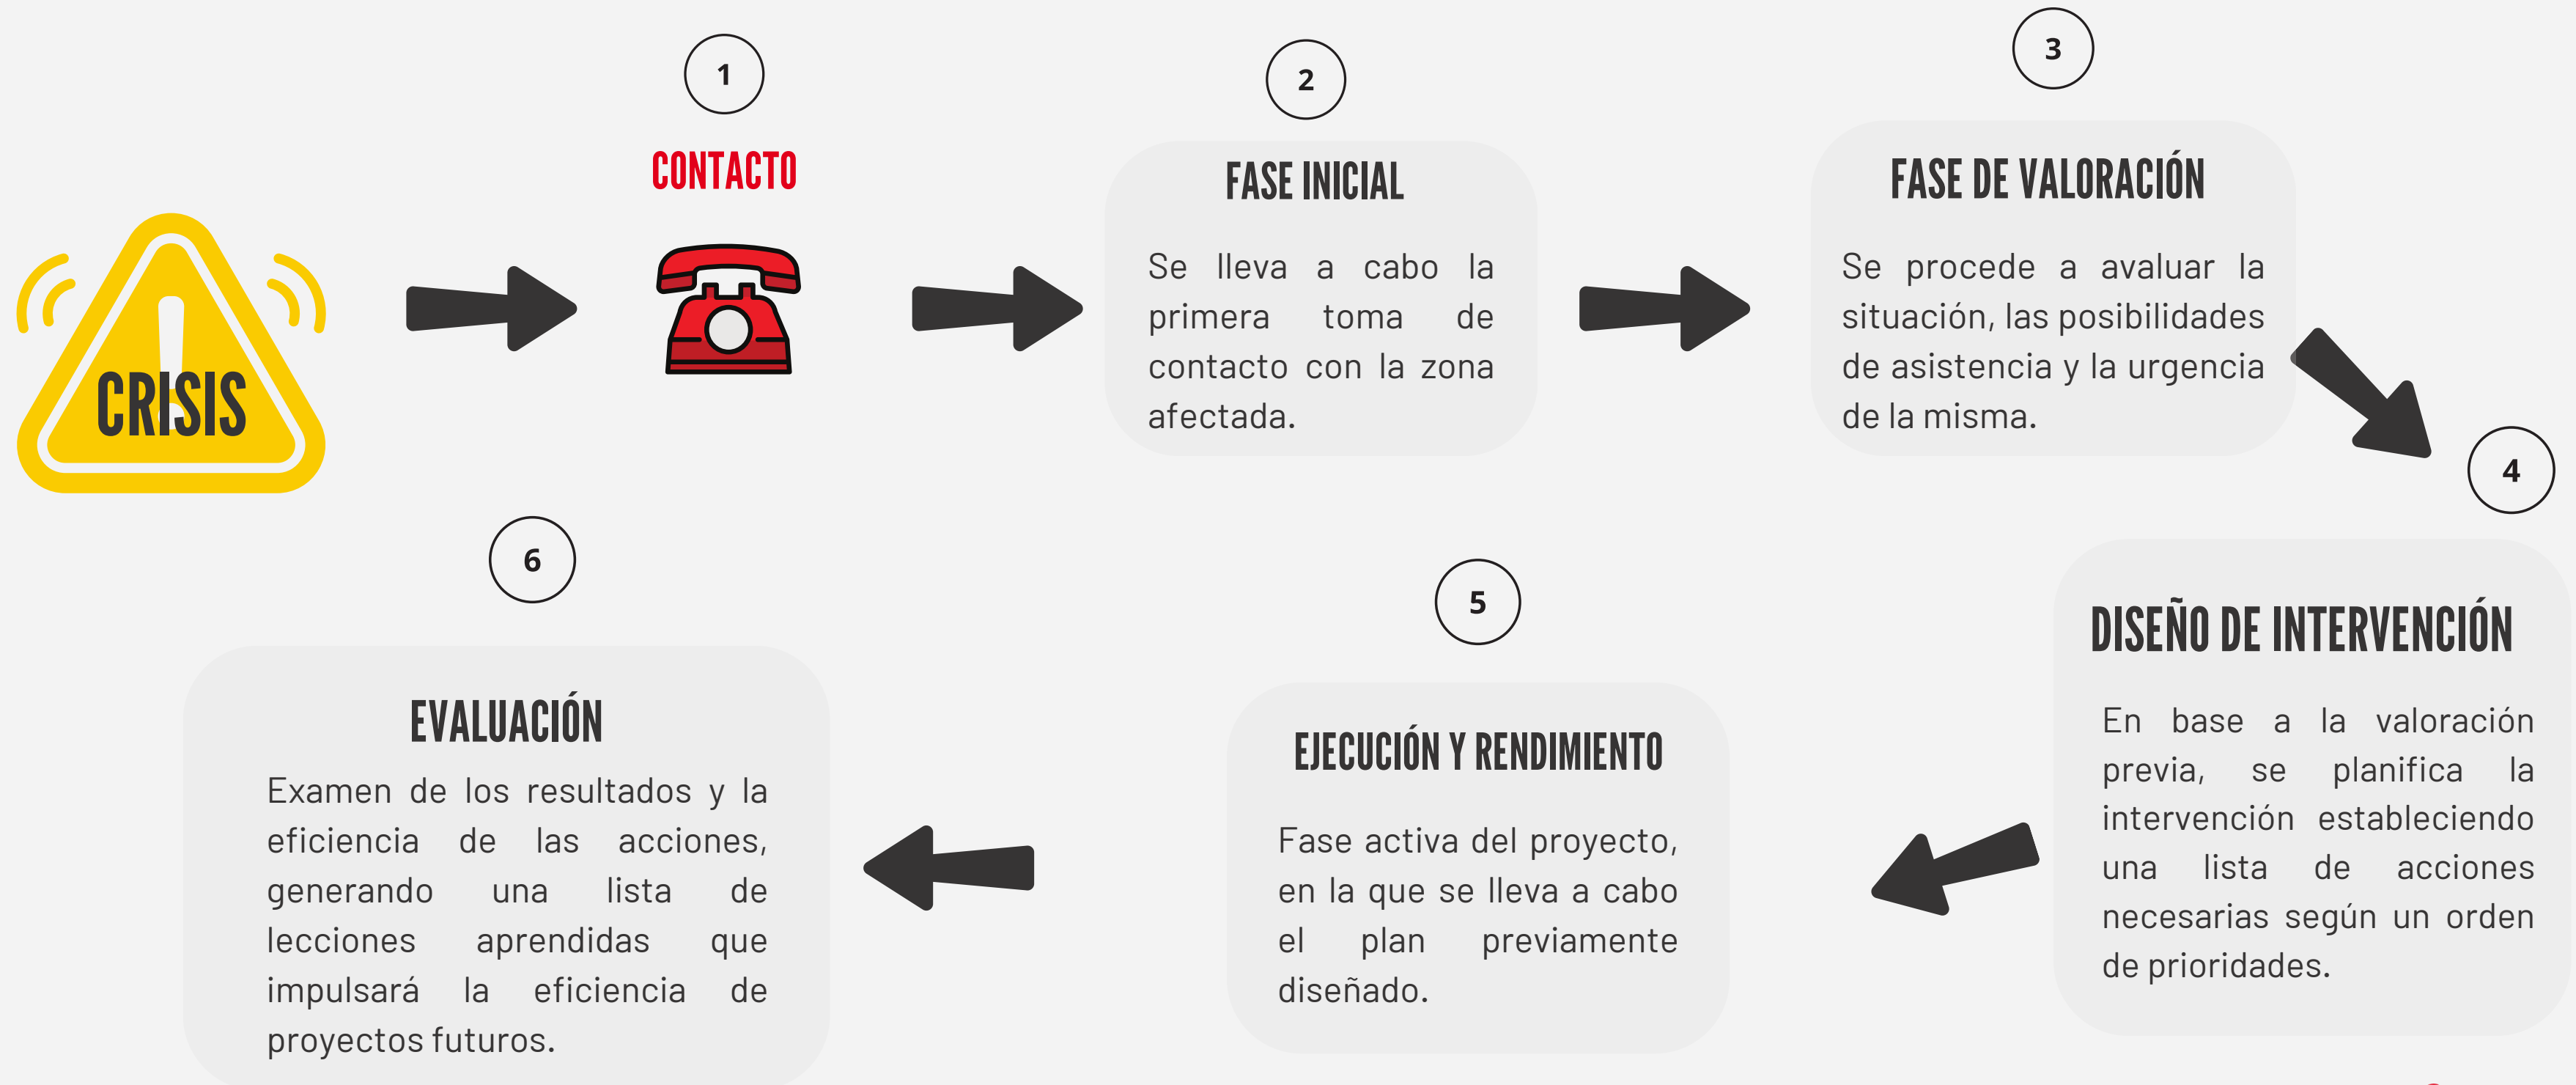 CRISIS
1
CONTACTO
2
FASE INICIAL
Se lleva a cabo la
primera toma de
contacto con la zona
afectada.
3
FASE DE VALORACIÓN
Se procede a avaluar la
situación, las posibilidades
de asistencia y la urgencia
de la misma.
4
DISEÑO DE INTERVENCIÓN
En base a la valoración
previa, se planifica la
intervención estableciendo
una lista de acciones
necesarias según un orden
de prioridades.
5
EJECUCIÓN Y RENDIMIENTO
Fase activa del proyecto,
en la que se lleva a cabo
el plan previamente
diseñado.
6
EVALUACIÓN
Examen de los resultados y la
eficiencia de las acciones,
generando una lista de
lecciones aprendidas que
impulsará la eficiencia de
proyectos futuros.